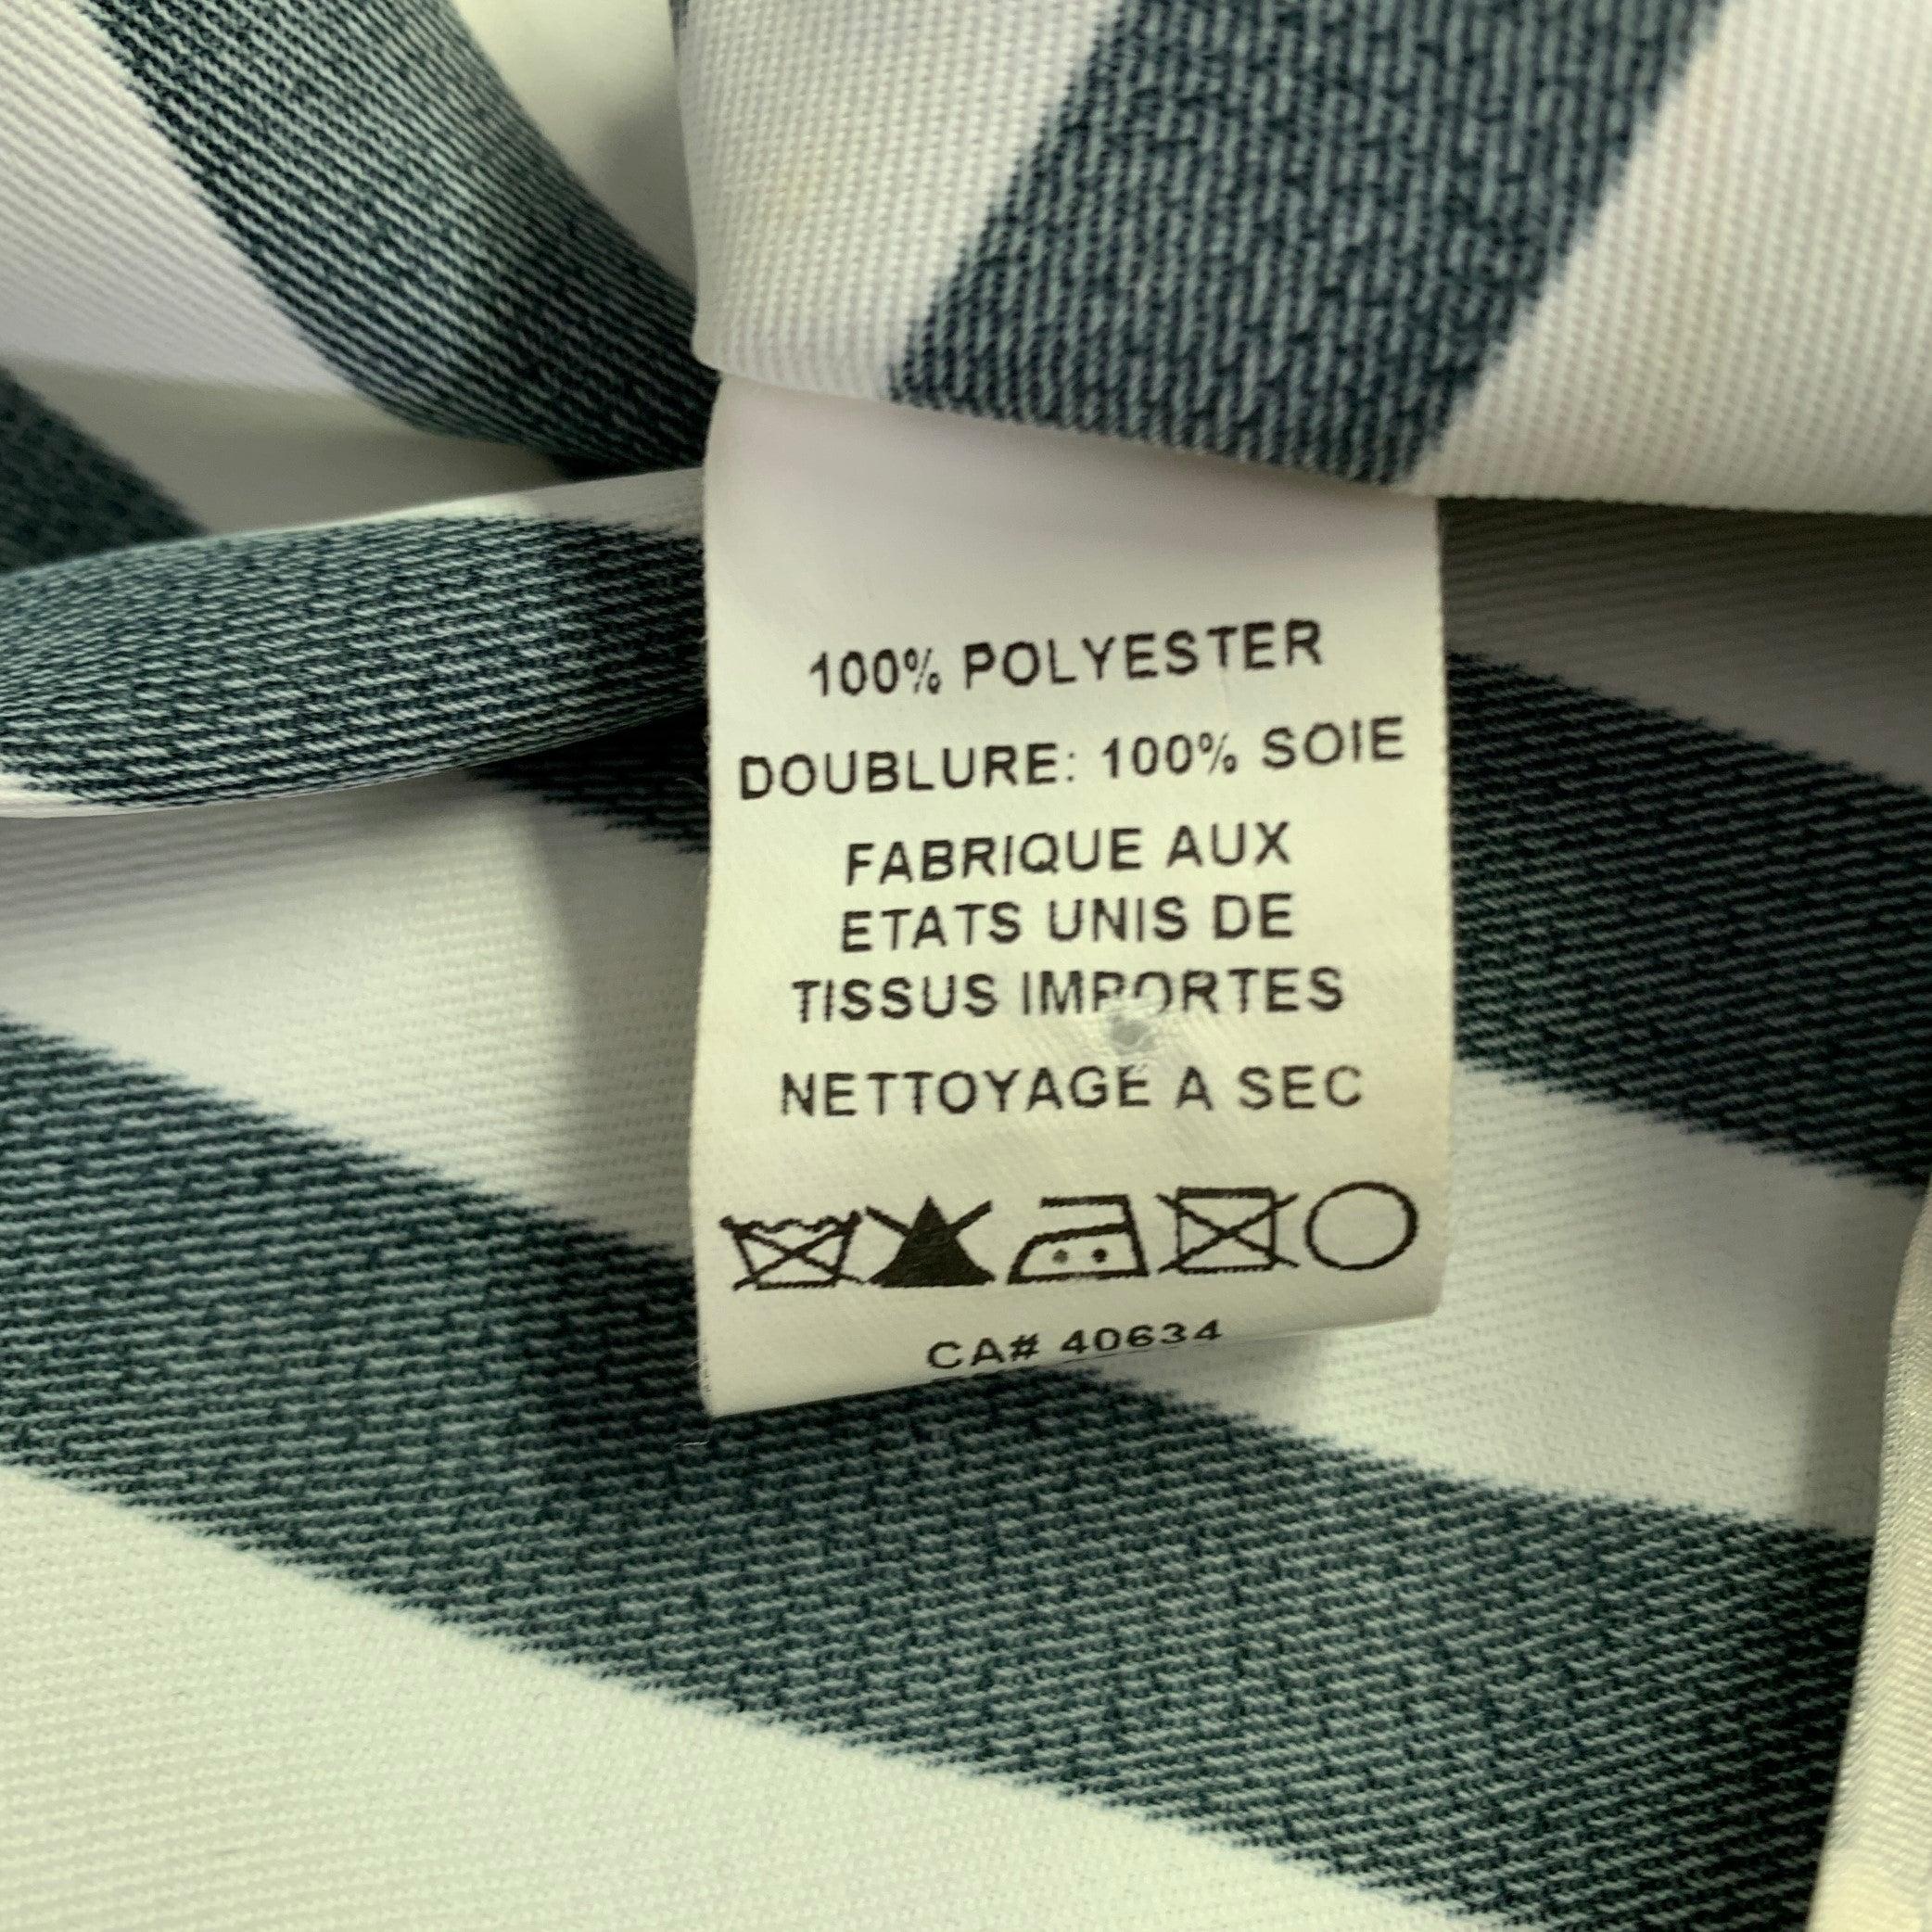 100% POLYESTER
DOUBLURE: 100% SOIE
FABRIQUE AUX
ETATS UNIS DE
TISSUS IMPORTES
NETTOYAGE A SEC
CA# 40634